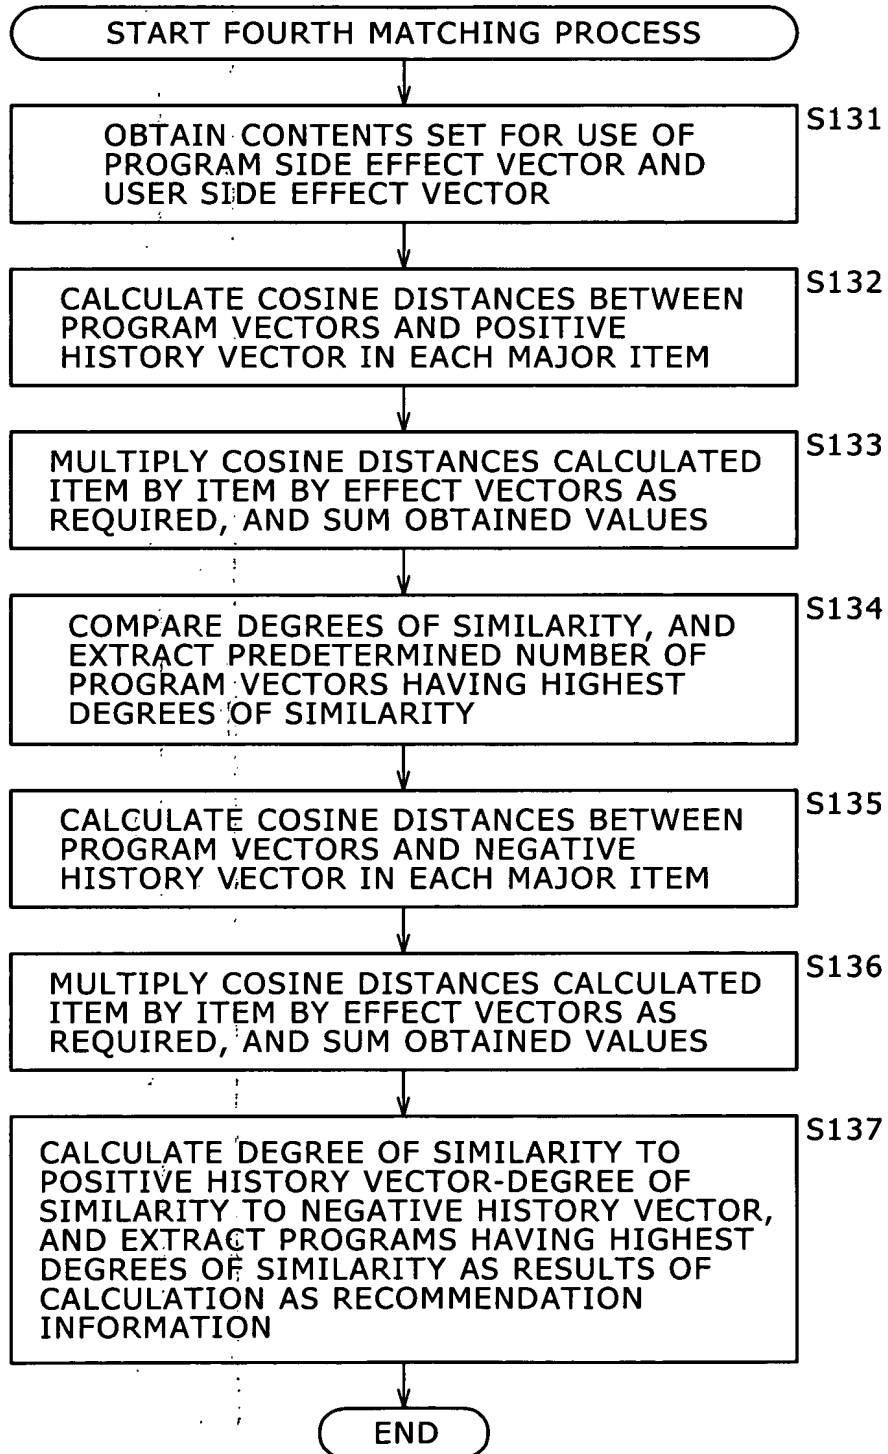 START FOURTH MATCHING PROCESS
S131
OBTAIN CONTENTS SET FOR USE OF
PROGRAM SIDE EFFECT VECTOR AND
USER SIDE EFFECT VECTOR
S132
CALCULATE COSINE DISTANCES BETWEEN
PROGRAM VECTORS AND POSITIVE
HISTORY VECTOR IN EACH MAJOR ITEM
S133
MULTIPLY COSINE DISTANCES CALCULATED
ITEM BY ITEM BY EFFECT VECTORS AS
REQUIRED, AND SUM OBTAINED VALUES
S134
COMPARE DEGREES OF SIMILARITY, AND
EXTRACT PREDETERMINED NUMBER OF
PROGRAM VECTORS HAVING HIGHEST
DEGREES OF SIMILARITY
S135
CALCULATE COSINE DISTANCES BETWEEN
PROGRAM VECTORS AND NEGATIVE
HISTORY VECTOR IN EACH MAJOR ITEM
S136
MULTIPLY COSINE DISTANCES CALCULATED
ITEM BY ITEM BY EFFECT VECTORS AS
REQUIRED, AND SUM OBTAINED VALUES
S137
CALCULATE DEGREE OF SIMILARITY TO
POSITIVE HISTORY VECTOR-DEGREE OF
SIMILARITY TO NEGATIVE HISTORY VECTOR,
AND EXTRACT PROGRAMS HAVING HIGHEST
DEGREES OF SIMILARITY AS RESULTS OF
CALCULATION AS RECOMMENDATION
INFORMATION
END